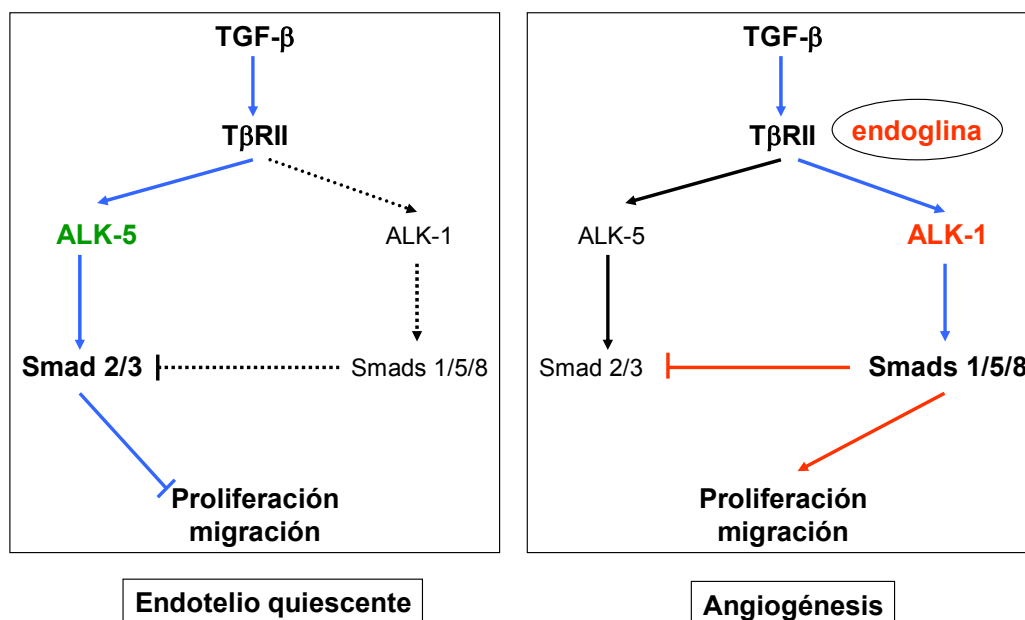 TGF-β
TβRII
ALK-5
ALK-1
Smad 2/3
Smads 1/5/8
Proliferación
migración
Endotelio quiescente
TGF-β
TβRII
endoglina
ALK-5
ALK-1
Smad 2/3
Smads 1/5/8
Proliferación
migración
Angiogénesis